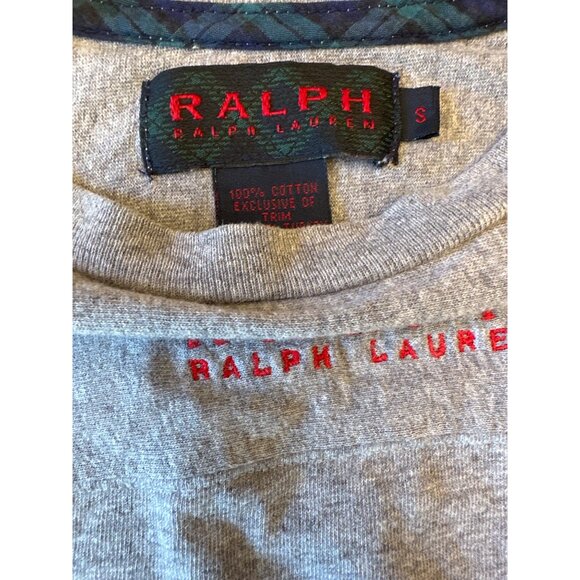 RALPH
RALPH LAUREN
S
100% COTTON
EXCLUSIVE OF
TRIM
RALPH LAURE